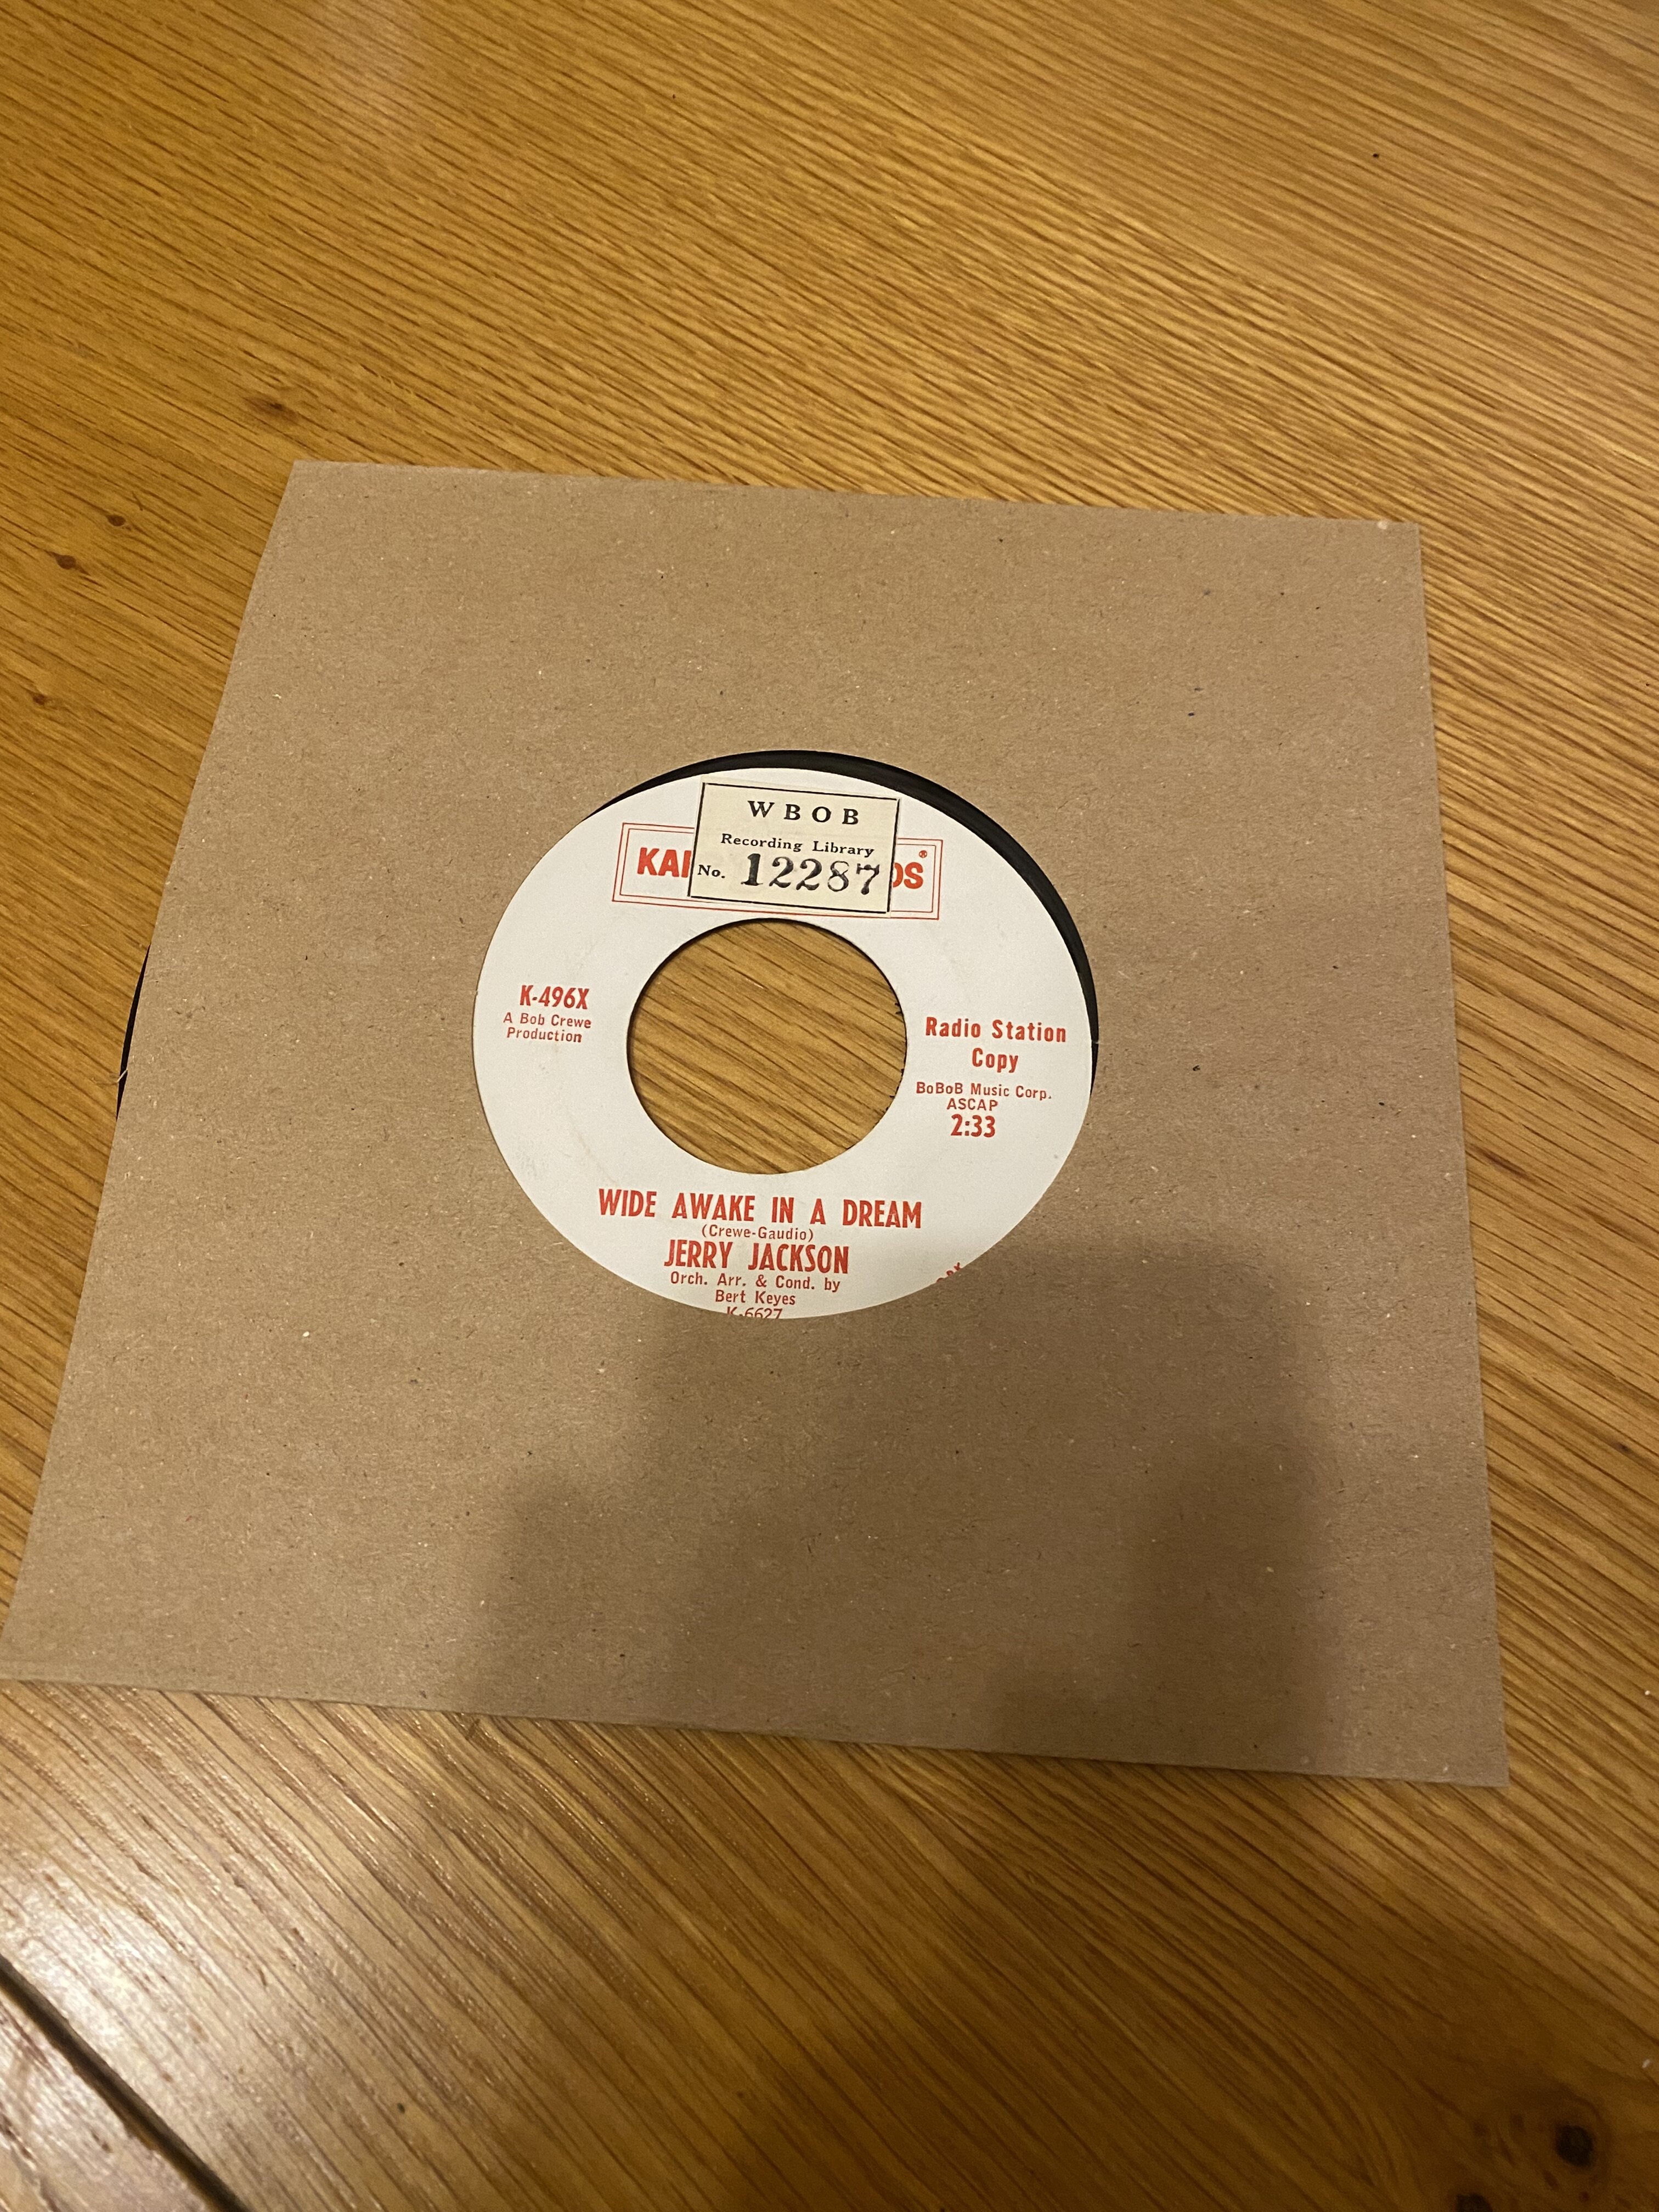 WBOB
Recording Library
No. 12287
K-496X
A Bob Crewe
Production
Radio Station
Copy
BoBoB Music Corp.
ASCAP
2:33
WIDE AWAKE IN A DREAM
(Crewe-Gaudio)
JERRY JACKSON
Orch. Arr. & Cond. by
Bert Keyes
K-6627